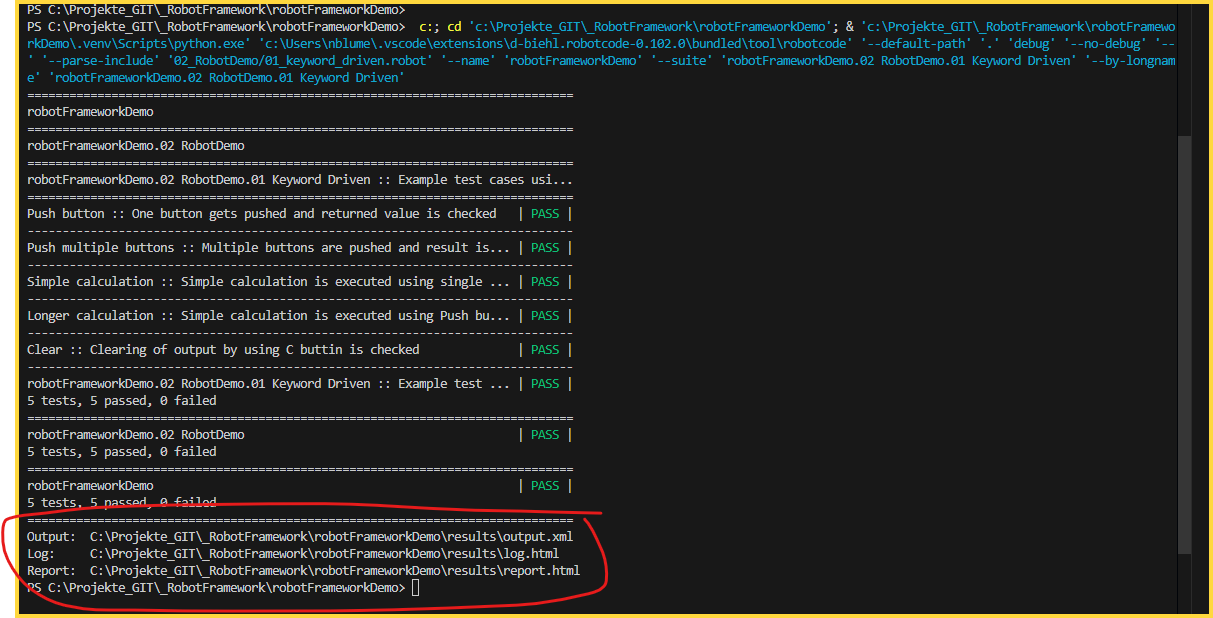 PS C:\Projekte_GIT\_RobotFramework\robotFrameworkDemo>
PS C:\Projekte_GIT\_RobotFramework\robotFrameworkDemo>  c:; cd 'c:\Projekte_GIT\_RobotFramework\robotFrameworkDemo'; & 'c:\Projekte_GIT\_RobotFramework\robotFramewo
rkDemo\.venv\Scripts\python.exe' 'c:\Users\nblume\.vscode\extensions\d-biehl.robotcode-0.102.0\bundled\tool\robotcode' '--default-path' '.' 'debug' '--no-debug' '--
' '--parse-include' '02_RobotDemo/01_keyword_driven.robot' '--name' 'robotFrameworkDemo' '--suite' 'robotFrameworkDemo.02 RobotDemo.01 Keyword Driven' '--by-longnam
e' 'robotFrameworkDemo.02 RobotDemo.01 Keyword Driven'
==============================================================================
robotFrameworkDemo
==============================================================================
robotFrameworkDemo.02 RobotDemo
==============================================================================
robotFrameworkDemo.02 RobotDemo.01 Keyword Driven :: Example test cases usi...
==============================================================================
Push button :: One button gets pushed and returned value is checked   | PASS |
------------------------------------------------------------------------------
Push multiple buttons :: Multiple buttons are pushed and result is... | PASS |
------------------------------------------------------------------------------
Simple calculation :: Simple calculation is executed using single ... | PASS |
------------------------------------------------------------------------------
Longer calculation :: Simple calculation is executed using Push bu... | PASS |
------------------------------------------------------------------------------
Clear :: Clearing of output by using C buttin is checked              | PASS |
------------------------------------------------------------------------------
robotFrameworkDemo.02 RobotDemo.01 Keyword Driven :: Example test ... | PASS |
5 tests, 5 passed, 0 failed
==============================================================================
robotFrameworkDemo.02 RobotDemo                                       | PASS |
5 tests, 5 passed, 0 failed
==============================================================================
robotFrameworkDemo                                                    | PASS |
5 tests, 5 passed, 0 failed
==============================================================================
Output:  C:\Projekte_GIT\_RobotFramework\robotFrameworkDemo\results\output.xml
Log:     C:\Projekte_GIT\_RobotFramework\robotFrameworkDemo\results\log.html
Report:  C:\Projekte_GIT\_RobotFramework\robotFrameworkDemo\results\report.html
PS C:\Projekte_GIT\_RobotFramework\robotFrameworkDemo>